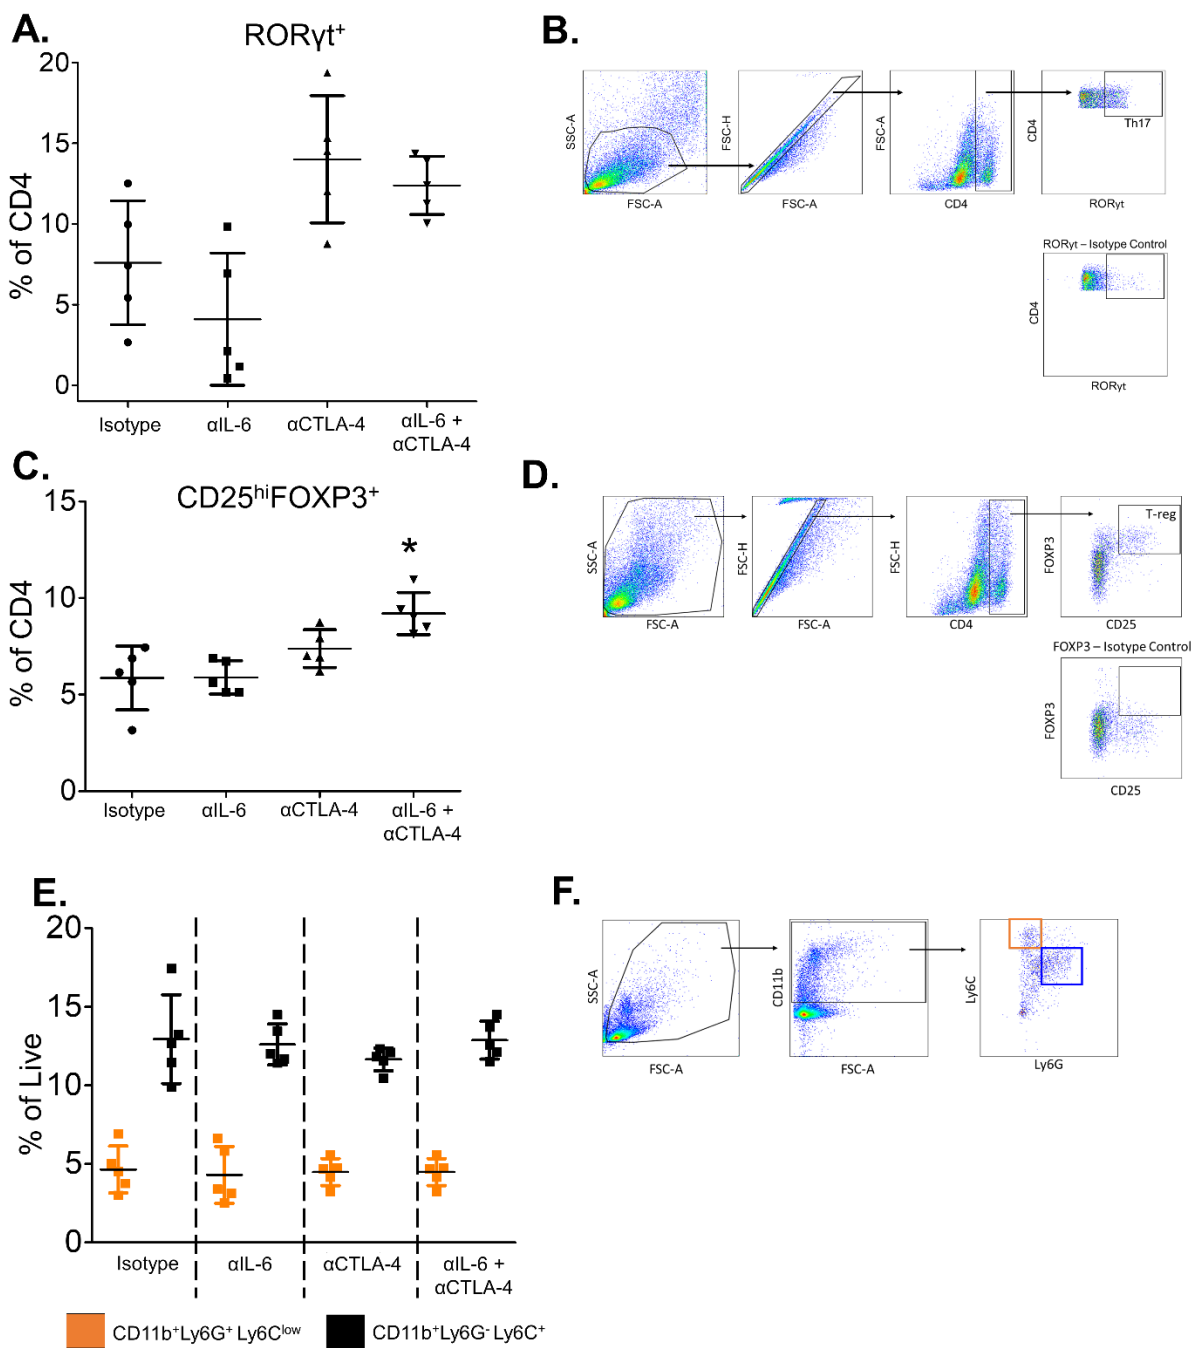 A.
RORγt⁺
20
15
10
5
0
% of CD4
Isotype
αIL-6
αCTLA-4
αIL-6 +
αCTLA-4
B.
SSC-A
FSC-A
FSC-H
FSC-A
FSC-A
CD4
CD4
Th17
RORγt
RORγt – Isotype Control
CD4
RORγt
C.
CD25ʰⁱFOXP3⁺
15
10
5
0
% of CD4
*
Isotype
αIL-6
αCTLA-4
αIL-6 +
αCTLA-4
D.
SSC-A
FSC-A
FSC-H
FSC-A
FSC-H
CD4
FOXP3
T-reg
CD25
FOXP3 – Isotype Control
FOXP3
CD25
E.
20
15
10
5
0
% of Live
Isotype
αIL-6
αCTLA-4
αIL-6 +
αCTLA-4
CD11b⁺Ly6G⁺ Ly6Cˡᵒʷ
CD11b⁺Ly6G⁻ Ly6C⁺
F.
SSC-A
FSC-A
CD11b
FSC-A
Ly6C
Ly6G